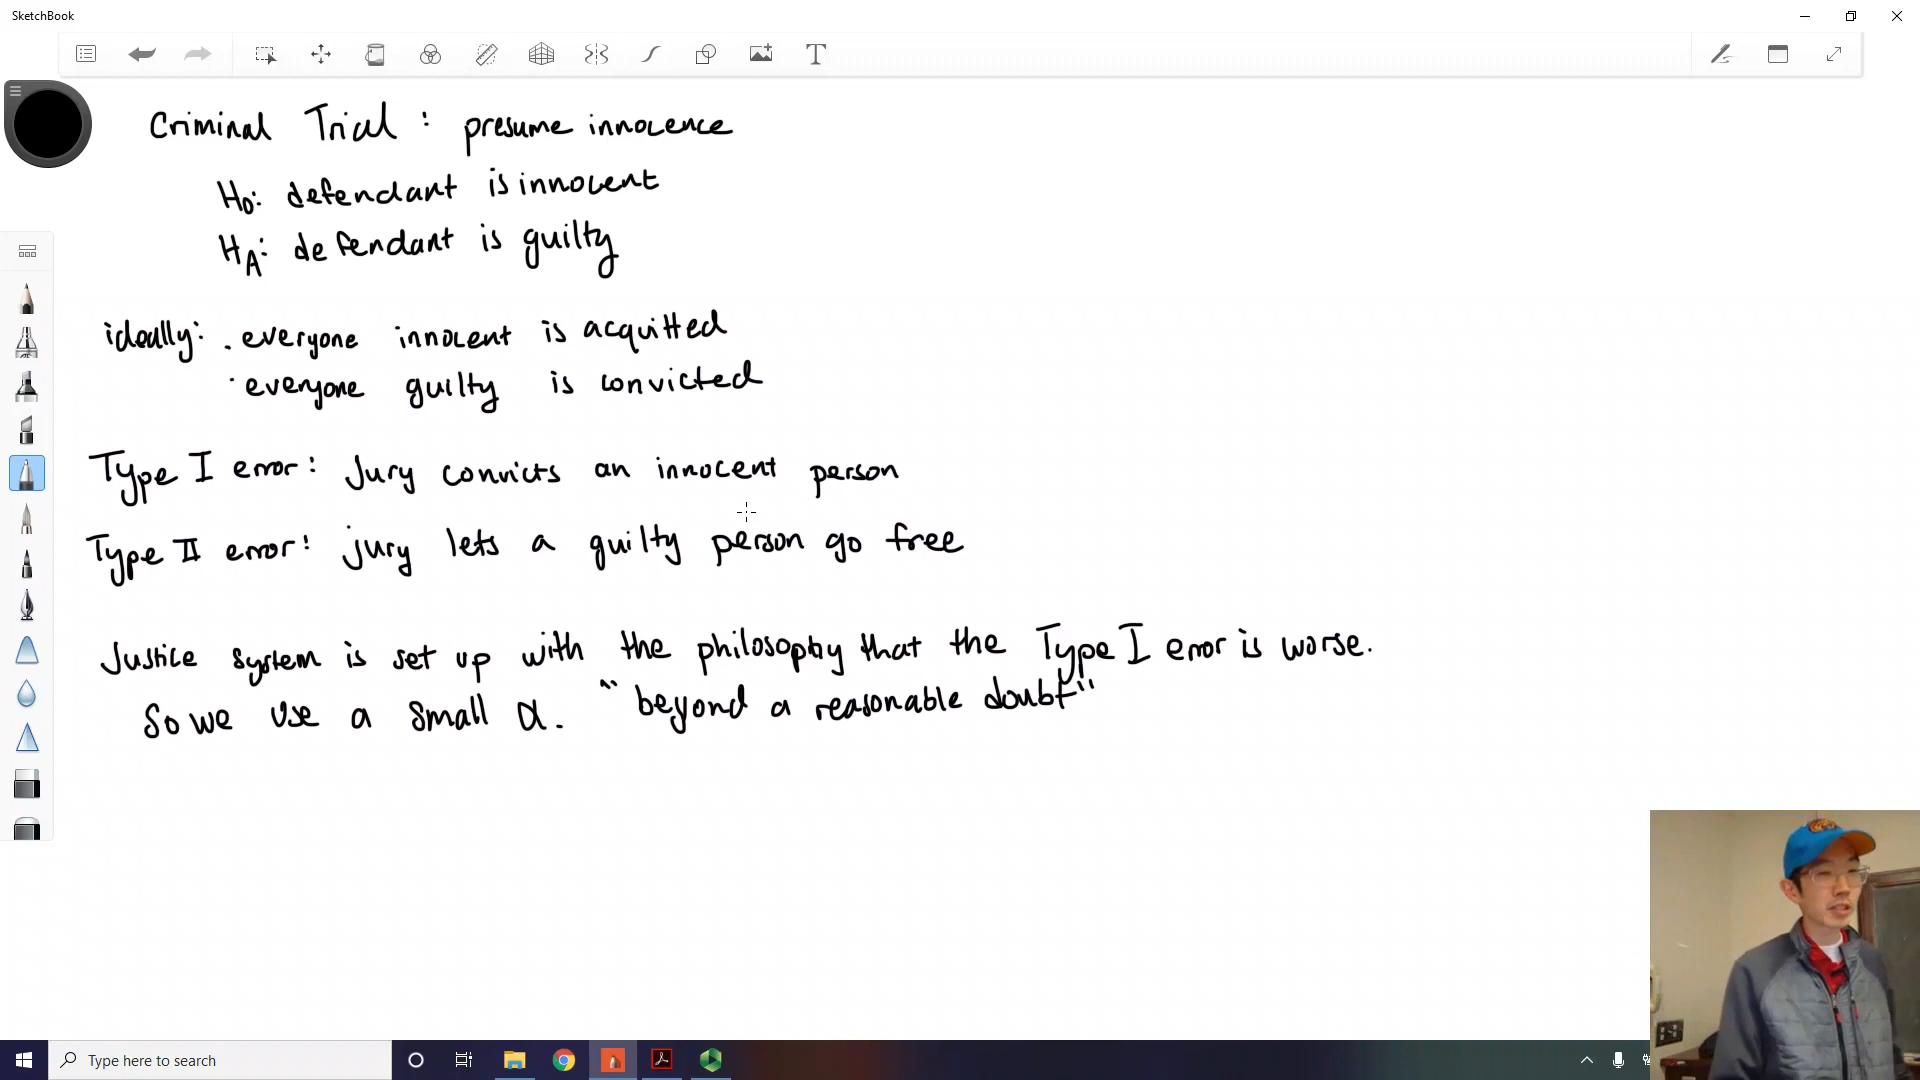 SketchBook
Criminal Trial : presume innocence
H0: defendant is innocent
HA: defendant is guilty
ideally: · everyone innocent is acquitted
· everyone guilty is convicted
Type I error: Jury convicts an innocent person
Type II error: jury lets a guilty person go free
Justice system is set up with the philosophy that the Type I error is worse.
So we use a small α. "beyond a reasonable doubt"
Type here to search